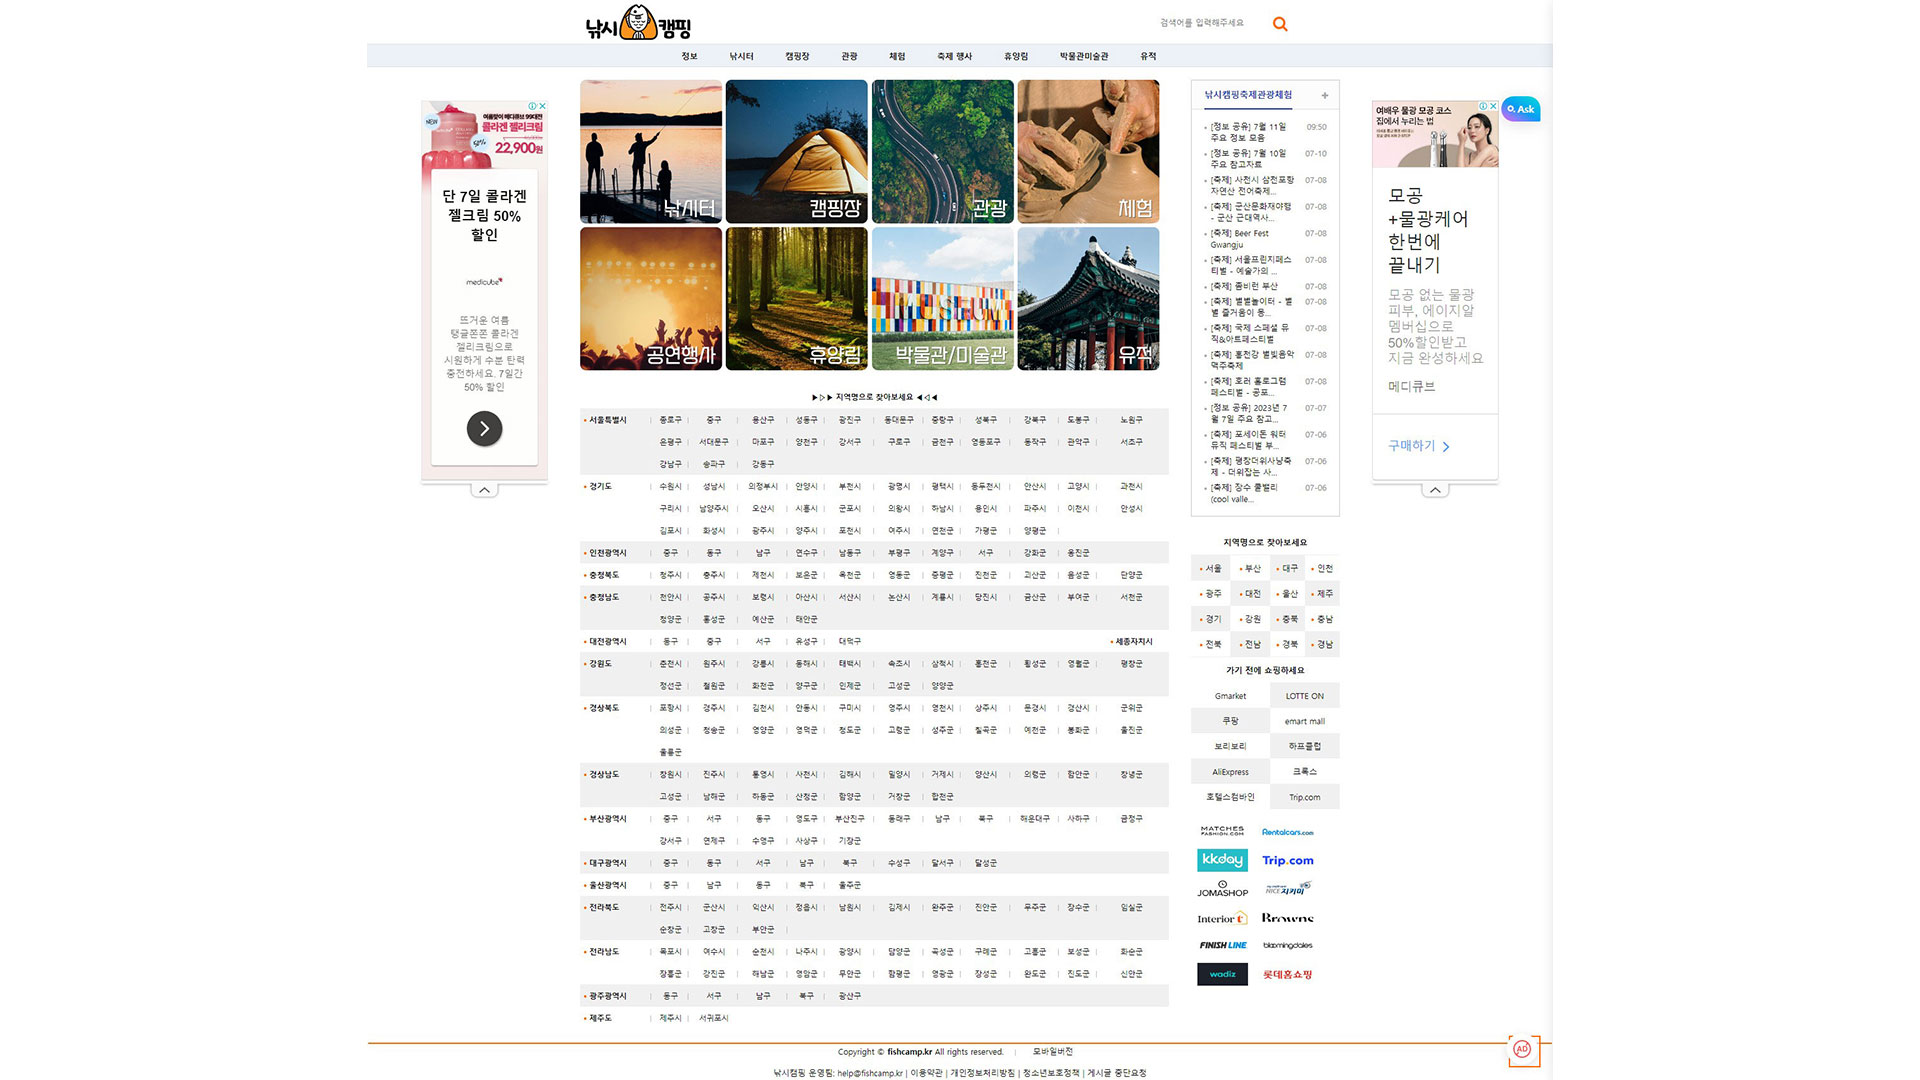 낚시 캠핑
검색어를 입력해주세요
정보 낚시터 캠핑장 관광 체험 축제 행사 휴양림 박물관미술관 유적
NEW
여름맞이 메디큐브 99대전
콜라겐 젤리크림
50%
22,900원
단 7일 콜라겐
젤크림 50%
할인
medicube
뜨거운 여름
탱글쫀쫀 콜라겐
젤리크림으로
시원하게 수분 탄력
충전하세요. 7일간
50% 할인
낚시터 캠핑장 관광 체험
MUSEUM
공연행사 휴양림 박물관/미술관 유적
▶▷▶ 지역명으로 찾아보세요 ◀◁◀
서울특별시 | 종로구 | 중구 | 용산구 | 성동구 | 광진구 | 동대문구 | 중랑구 | 성북구 | 강북구 | 도봉구 | 노원구
은평구 | 서대문구 | 마포구 | 양천구 | 강서구 | 구로구 | 금천구 | 영등포구 | 동작구 | 관악구 | 서초구
강남구 | 송파구 | 강동구
경기도 | 수원시 | 성남시 | 의정부시 | 안양시 | 부천시 | 광명시 | 평택시 | 동두천시 | 안산시 | 고양시 | 과천시
구리시 | 남양주시 | 오산시 | 시흥시 | 군포시 | 의왕시 | 하남시 | 용인시 | 파주시 | 이천시 | 안성시
김포시 | 화성시 | 광주시 | 양주시 | 포천시 | 여주시 | 연천군 | 가평군 | 양평군 |
인천광역시 | 중구 | 동구 | 남구 | 연수구 | 남동구 | 부평구 | 계양구 | 서구 | 강화군 | 옹진군
충청북도 | 청주시 | 충주시 | 제천시 | 보은군 | 옥천군 | 영동군 | 증평군 | 진천군 | 괴산군 | 음성군 | 단양군
충청남도 | 천안시 | 공주시 | 보령시 | 아산시 | 서산시 | 논산시 | 계룡시 | 당진시 | 금산군 | 부여군 | 서천군
청양군 | 홍성군 | 예산군 | 태안군
대전광역시 | 동구 | 중구 | 서구 | 유성구 | 대덕구 세종자치시
강원도 | 춘천시 | 원주시 | 강릉시 | 동해시 | 태백시 | 속초시 | 삼척시 | 홍천군 | 횡성군 | 영월군 | 평창군
정선군 | 철원군 | 화천군 | 양구군 | 인제군 | 고성군 | 양양군
경상북도 | 포항시 | 경주시 | 김천시 | 안동시 | 구미시 | 영주시 | 영천시 | 상주시 | 문경시 | 경산시 | 군위군
의성군 | 청송군 | 영양군 | 영덕군 | 청도군 | 고령군 | 성주군 | 칠곡군 | 예천군 | 봉화군 | 울진군
울릉군
경상남도 | 창원시 | 진주시 | 통영시 | 사천시 | 김해시 | 밀양시 | 거제시 | 양산시 | 의령군 | 함안군 | 창녕군
고성군 | 남해군 | 하동군 | 산청군 | 함양군 | 거창군 | 합천군
부산광역시 | 중구 | 서구 | 동구 | 영도구 | 부산진구 | 동래구 | 남구 | 북구 | 해운대구 | 사하구 | 금정구
강서구 | 연제구 | 수영구 | 사상구 | 기장군
대구광역시 | 중구 | 동구 | 서구 | 남구 | 북구 | 수성구 | 달서구 | 달성군
울산광역시 | 중구 | 남구 | 동구 | 북구 | 울주군
전라북도 | 전주시 | 군산시 | 익산시 | 정읍시 | 남원시 | 김제시 | 완주군 | 진안군 | 무주군 | 장수군 | 임실군
순창군 | 고창군 | 부안군 |
전라남도 | 목포시 | 여수시 | 순천시 | 나주시 | 광양시 | 담양군 | 곡성군 | 구례군 | 고흥군 | 보성군 | 화순군
장흥군 | 강진군 | 해남군 | 영암군 | 무안군 | 함평군 | 영광군 | 장성군 | 완도군 | 진도군 | 신안군
광주광역시 | 동구 | 서구 | 남구 | 북구 | 광산구
제주도 | 제주시 | 서귀포시
낚시캠핑축제관광체험 +
[정보 공유] 7월 11일 09:50
주요 정보 모음
[정보 공유] 7월 10일 07-10
주요 참고자료
[축제] 사천시 삼천포항 07-08
자연산 전어축제...
[축제] 군산문화재야행 07-08
- 군산 근대역사...
[축제] Beer Fest 07-08
Gwangju
[축제] 서울프린지페스 07-08
티벌 - 예술가의 ...
[축제] 좀비런 부산 07-08
[축제] 별별놀이터 - 별 07-08
별 즐거움이 웅...
[축제] 국제 스페셜 뮤 07-08
직&아트페스티벌
[축제] 홍천강 별빛음악 07-08
맥주축제
[축제] 호러 홀로그램 07-08
페스티벌 - 공포...
[정보 공유] 2023년 7 07-07
월 7일 주요 참고...
[축제] 포세이돈 워터 07-06
뮤직 페스티벌 부...
[축제] 평창더위사냥축 07-06
제 - 더위잡는 사...
[축제] 장수 쿨밸리 07-06
(cool valle...
지역명으로 찾아보세요
서울 부산 대구 인천
광주 대전 울산 제주
경기 강원 충북 충남
전북 전남 경북 경남
가기 전에 쇼핑하세요
Gmarket LOTTE ON
쿠팡 emart mall
보리보리 하프클럽
AliExpress 크록스
호텔스컴바인 Trip.com
MATCHES Rentalcars.com
FASHION.COM
kkday Trip.com
JOMASHOP NICE 지키미
Interior Browns
FINISH LINE bloomingdales
wadiz 롯데홈쇼핑
여배우 물광 모공 코스
집에서 누리는 법
Ask
모공
+물광케어
한번에
끝내기
모공 없는 물광
피부, 에이지알
멤버십으로
50%할인받고
지금 완성하세요
메디큐브
구매하기
AD
Copyright © fishcamp.kr All rights reserved. | 모바일버전
낚시캠핑 운영팀: help@fishcamp.kr | 이용약관 | 개인정보처리방침 | 청소년보호정책 | 게시글 중단요청